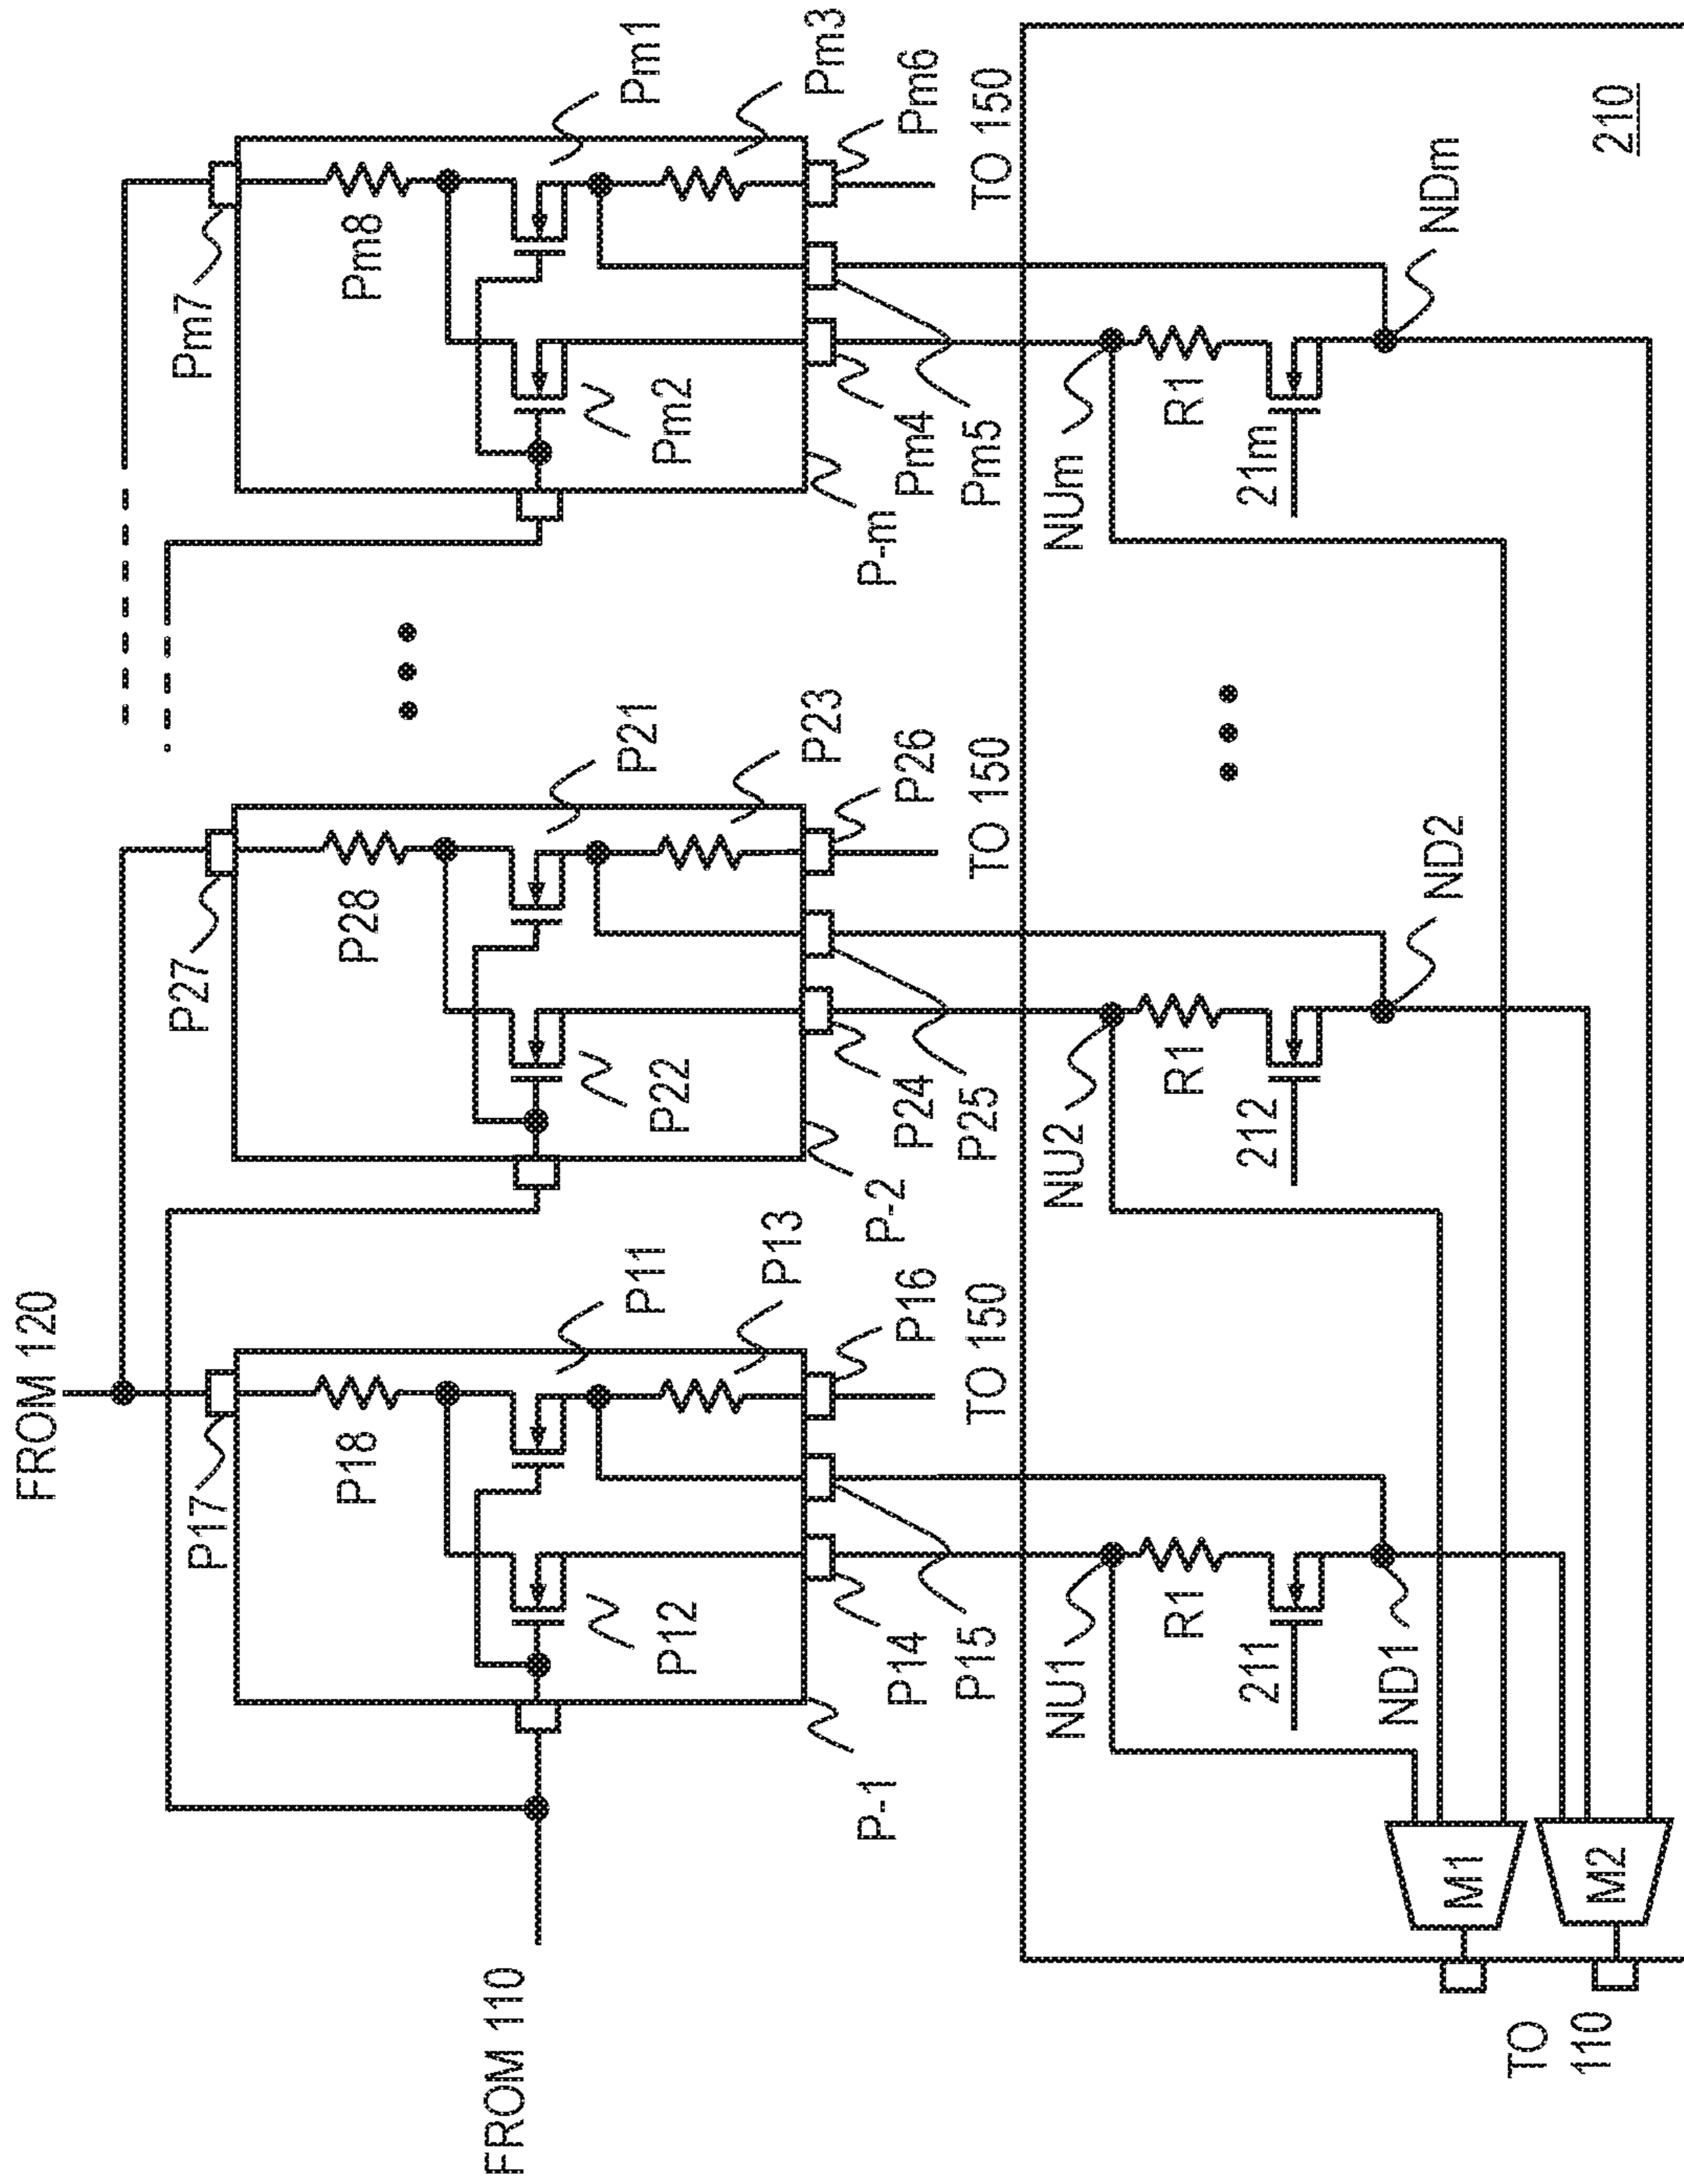 FROM 120
P17
P18
P11
P12
P13
P14
P15
P16
P-1
TO 150
P27
P28
P21
P22
P23
P24
P25
P26
P-2
TO 150
Pm7
Pm8
Pm1
Pm2
Pm3
Pm4
Pm5
Pm6
P-m
TO 150
FROM 110
NU1
R1
211
ND1
NU2
R1
212
ND2
NUm
R1
21m
NDm
M1
M2
TO
110
210